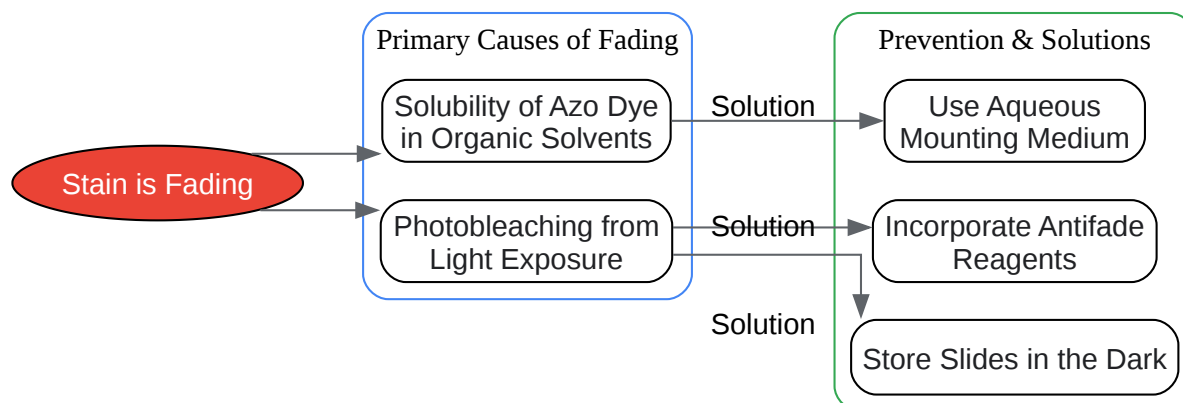 Primary Causes of Fading
Prevention & Solutions
Solubility of Azo Dye
in Organic Solvents
Solution
Use Aqueous
Mounting Medium
Stain is Fading
Photobleaching from
Light Exposure
Solution
Incorporate Antifade
Reagents
Solution
Store Slides in the Dark